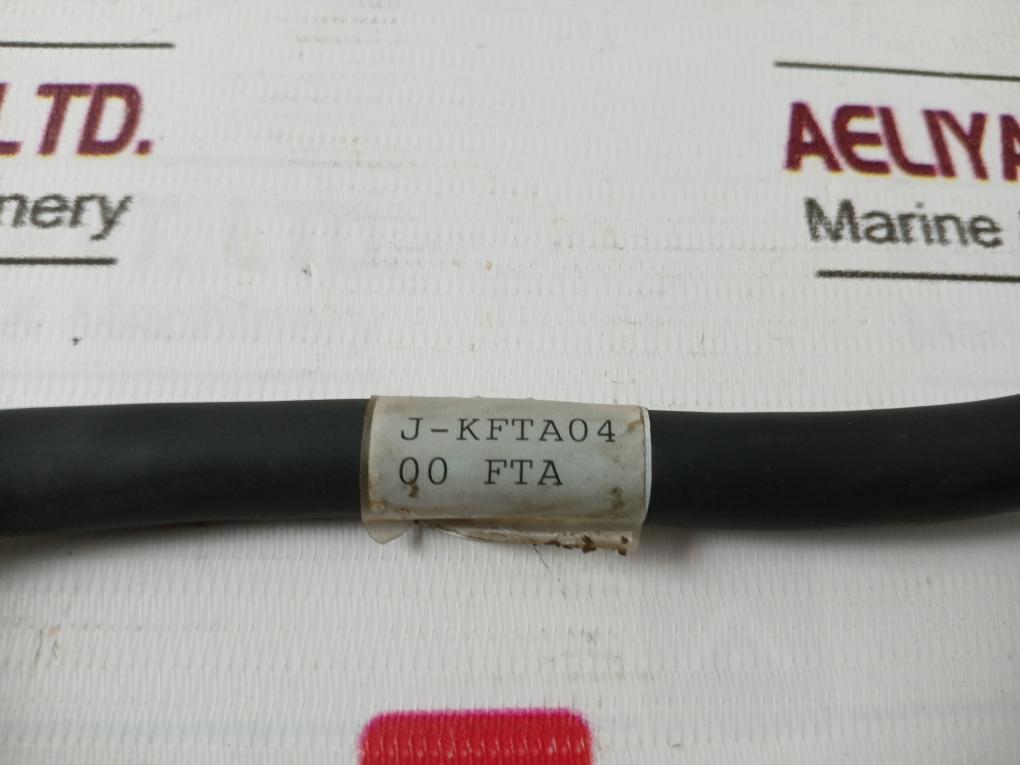 LTD.
nery
AELIYA
Marine
J-KFTA04
00 FTA